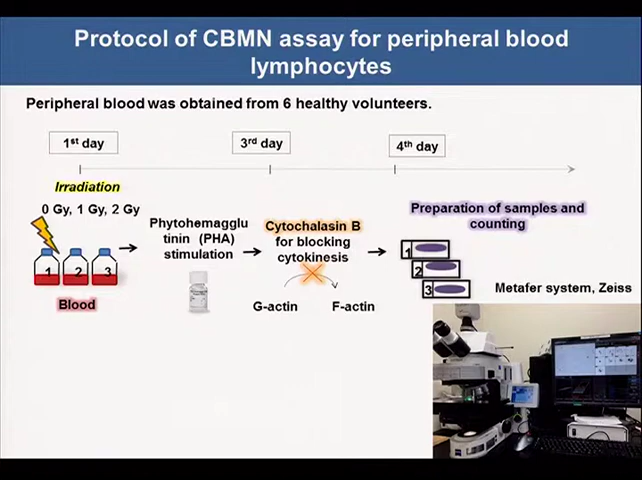 Protocol of CBMN assay for peripheral blood
lymphocytes
Peripheral blood was obtained from 6 healthy volunteers.
1st day
3rd day
4th day
Irradiation
0 Gy, 1 Gy, 2 Gy
1 2 3
Blood
Phytohemagglu
tinin (PHA)
stimulation
Cytochalasin B
for blocking
cytokinesis
G-actin F-actin
Preparation of samples and
counting
1
2
3
Metafer system, Zeiss